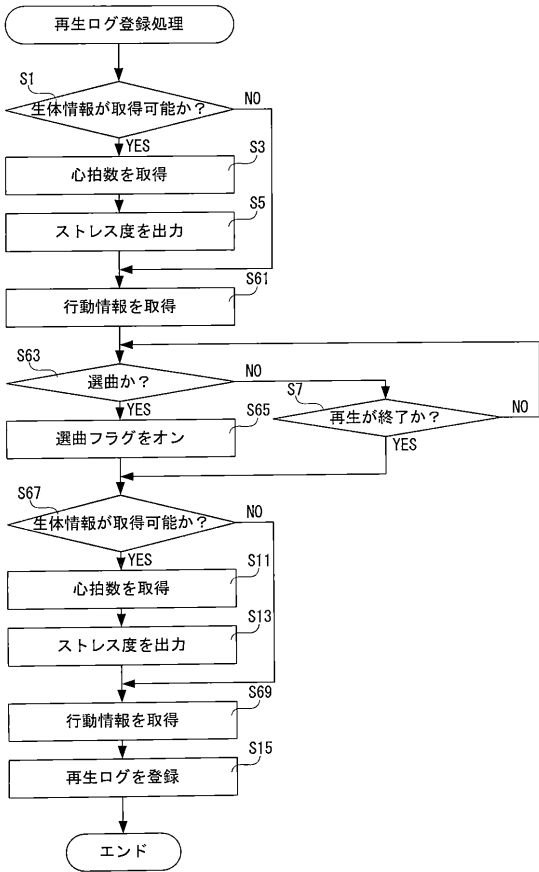 再生ログ登録処理
S1
生体情報が取得可能か？
NO
YES
S3
心拍数を取得
S5
ストレス度を出力
S61
行動情報を取得
S63
選曲か？
NO
YES
S7
再生が終了か？
NO
YES
S65
選曲フラグをオン
S67
生体情報が取得可能か？
NO
YES
S11
心拍数を取得
S13
ストレス度を出力
S69
行動情報を取得
S15
再生ログを登録
エンド